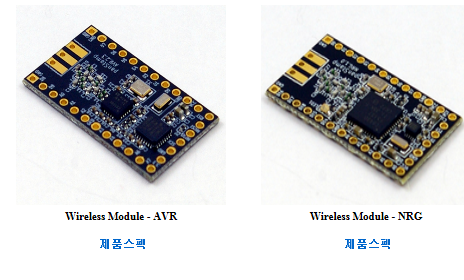 Wireless Module - AVR
Wireless Module - NRG
제품스펙
제품스펙